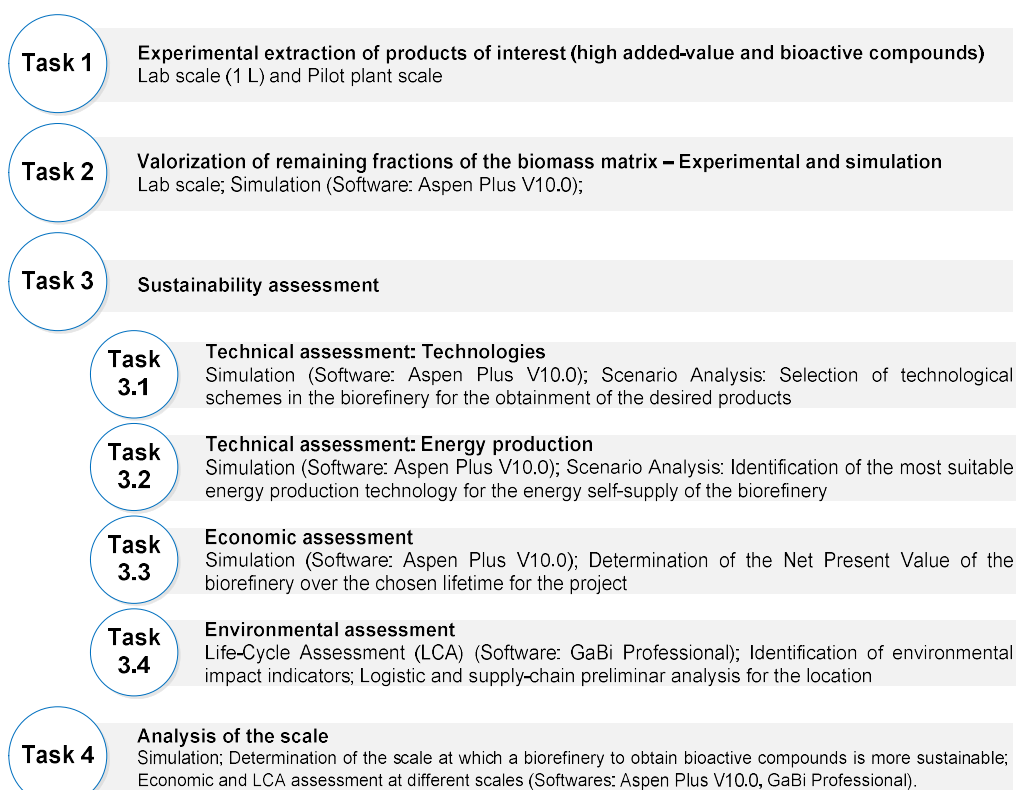 Task 1
Experimental extraction of products of interest (high added-value and bioactive compounds)
Lab scale (1 L) and Pilot plant scale
Task 2
Valorization of remaining fractions of the biomass matrix – Experimental and simulation
Lab scale; Simulation (Software: Aspen Plus V10.0);
Task 3
Sustainability assessment
Task
3.1
Technical assessment: Technologies
Simulation (Software: Aspen Plus V10.0); Scenario Analysis: Selection of technological
schemes in the biorefinery for the obtainment of the desired products
Task
3.2
Technical assessment: Energy production
Simulation (Software: Aspen Plus V10.0); Scenario Analysis: Identification of the most suitable
energy production technology for the energy self-supply of the biorefinery
Task
3.3
Economic assessment
Simulation (Software: Aspen Plus V10.0); Determination of the Net Present Value of the
biorefinery over the chosen lifetime for the project
Task
3.4
Environmental assessment
Life-Cycle Assessment (LCA) (Software: GaBi Professional); Identification of environmental
impact indicators; Logistic and supply-chain preliminar analysis for the location
Task 4
Analysis of the scale
Simulation; Determination of the scale at which a biorefinery to obtain bioactive compounds is more sustainable;
Economic and LCA assessment at different scales (Softwares: Aspen Plus V10.0, GaBi Professional).